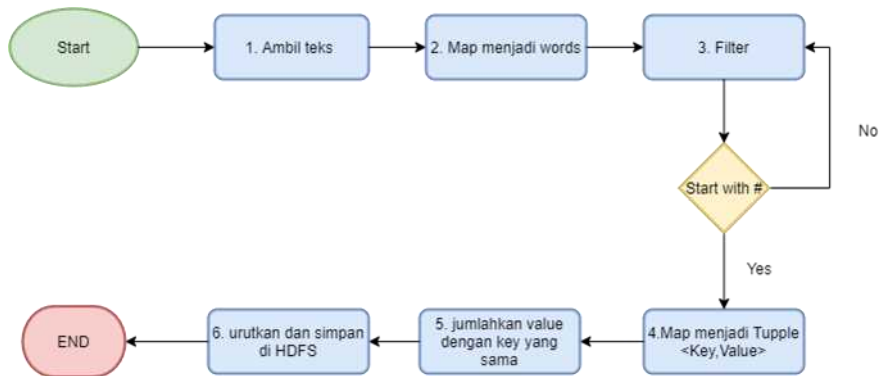 Start
1. Ambil teks
2. Map menjadi words
3. Filter
No
Start with #
Yes
4.Map menjadi Tupple
<Key,Value>
5. jumlahkan value
dengan key yang
sama
6. urutkan dan simpan
di HDFS
END